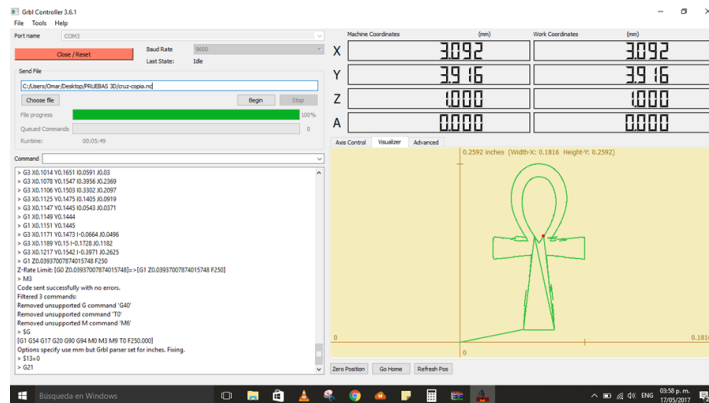 Grbl Controller 3.6.1
File Tools Help
Port name COM3
Close / Reset
Baud Rate 9600
Last State: Idle
Send File
C:/Users/Omar/Desktop/PRUEBAS 3D/cruz-copia.nc
Choose file Begin Stop
File progress 100%
Queued Commands 0
Runtime: 00:05:49
Command
> G3 X0.1014 Y0.1651 I0.0591 J0.03
> G3 X0.1078 Y0.1547 I0.3956 J0.2369
> G3 X0.1106 Y0.1503 I0.3302 J0.2097
> G3 X0.1125 Y0.1475 I0.1405 J0.0919
> G3 X0.1147 Y0.1445 I0.0543 J0.0371
> G1 X0.1149 Y0.1444
> G1 X0.1151 Y0.1445
> G3 X0.1171 Y0.1473 I-0.0664 J0.0496
> G3 X0.1189 Y0.15 I-0.1728 J0.1182
> G3 X0.1217 Y0.1542 I-0.3971 J0.2625
> G1 Z0.03937007874015748 F250
Z-Rate Limit: [G0 Z0.03937007874015748]=>[G1 Z0.03937007874015748 F250]
> M3
Code sent successfully with no errors.
Filtered 3 commands:
Removed unsupported G command 'G40'
Removed unsupported command 'T0'
Removed unsupported M command 'M6'
> $G
[G1 G54 G17 G20 G90 G94 M0 M3 M9 T0 F250.000]
Options specify use mm but Grbl parser set for inches. Fixing.
> $13=0
> G21
Machine Coordinates (mm) Work Coordinates (mm)
X 3.092 3.092
Y 3.916 3.916
Z 1.000 1.000
A 0.000 0.000
Axis Control Visualizer Advanced
0.2592 inches (Width-X: 0.1816 Height-Y: 0.2592)
0 0.1816
0
Zero Position Go Home Refresh Pos
Búsqueda en Windows
ENG
03:58 p. m.
17/05/2017